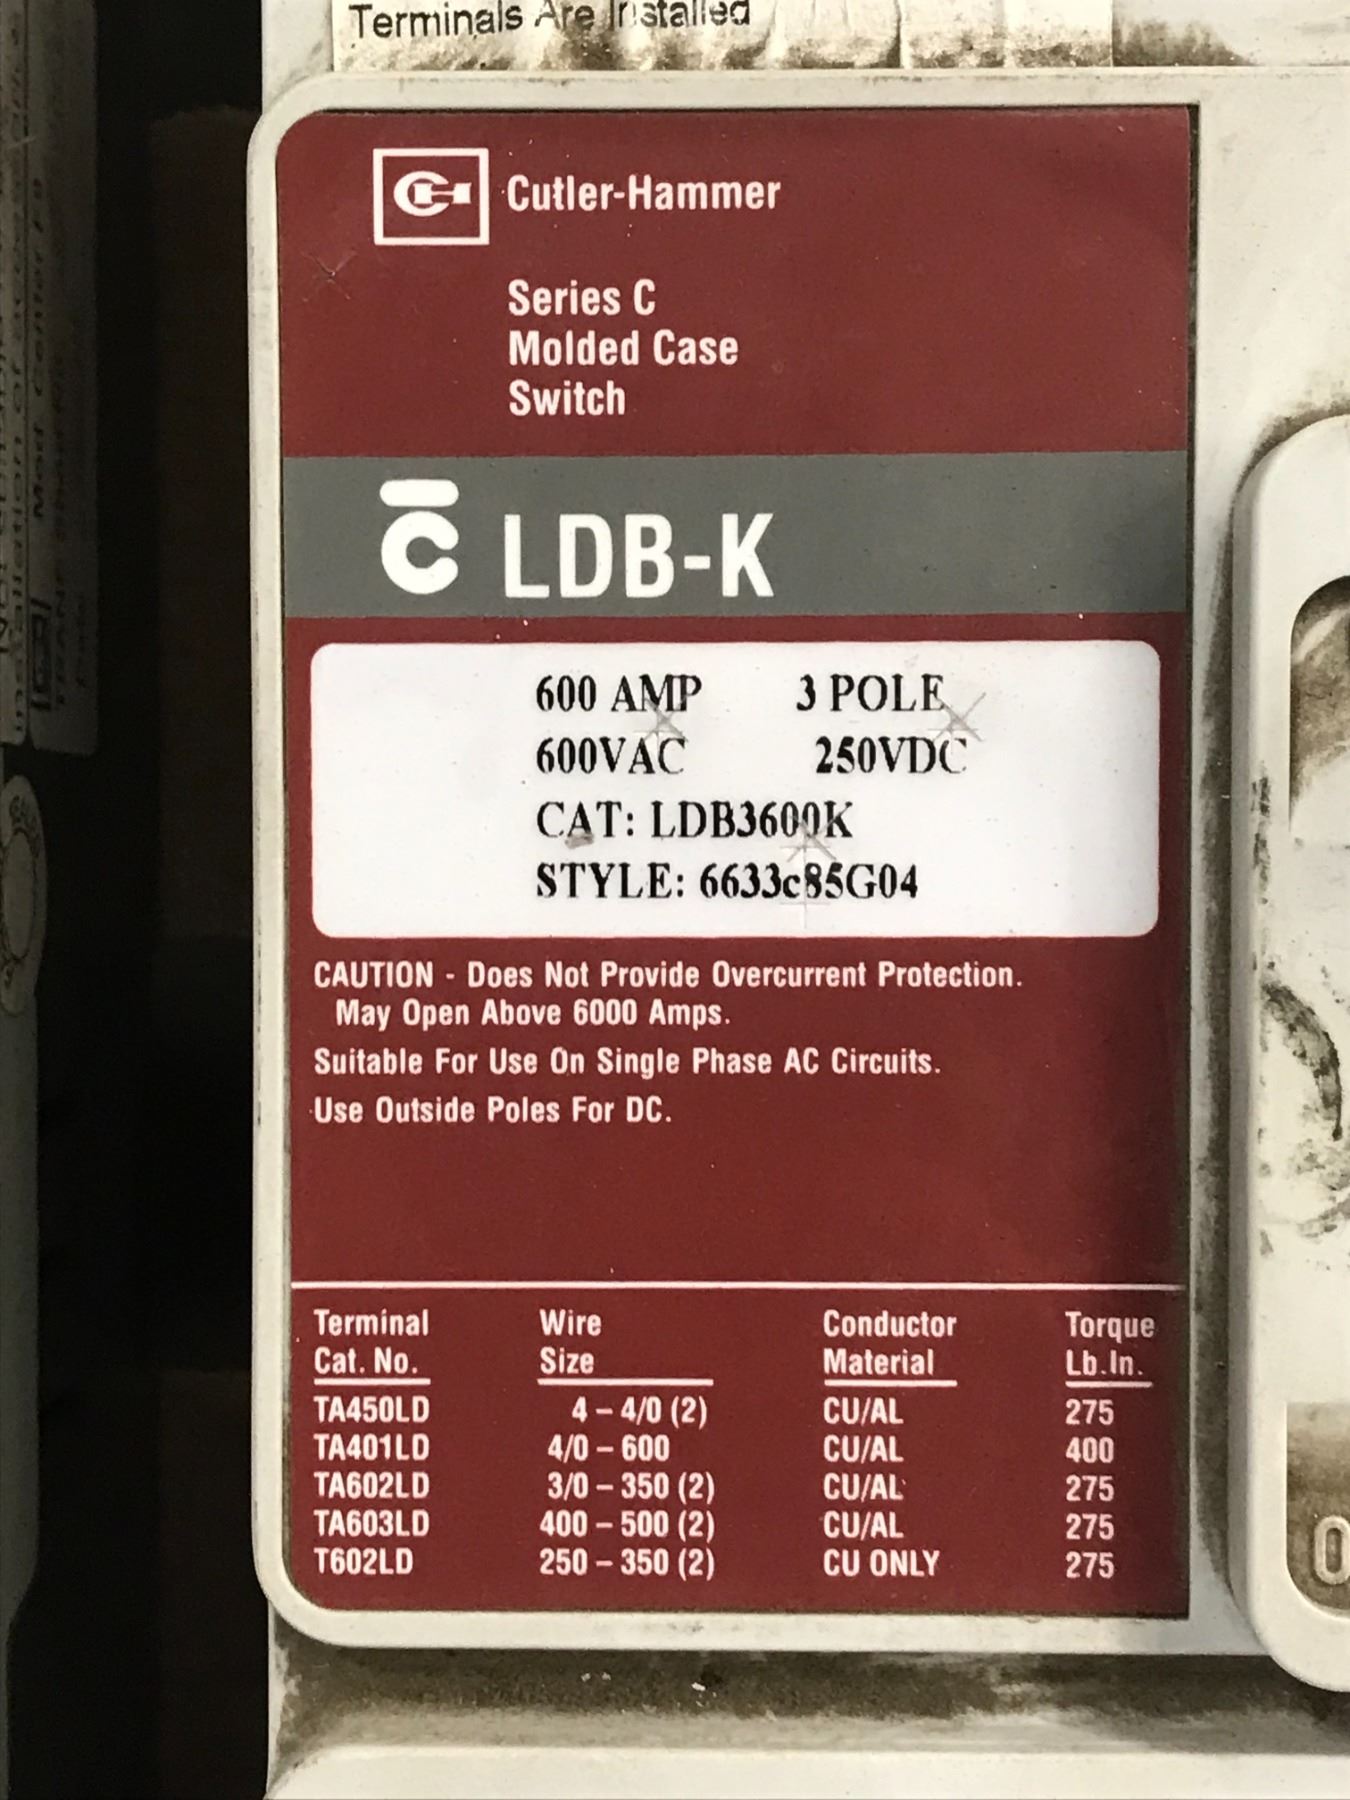 Terminals Are Installed
Cutler-Hammer
Series C
Molded Case
Switch
C LDB-K
600 AMP 3 POLE
600VAC 250VDC
CAT: LDB3600K
STYLE: 6633c85G04
CAUTION - Does Not Provide Overcurrent Protection.
May Open Above 6000 Amps.
Suitable For Use On Single Phase AC Circuits.
Use Outside Poles For DC.
Terminal Wire Conductor Torque
Cat. No. Size Material Lb.In.
TA450LD 4 – 4/0 (2) CU/AL 275
TA401LD 4/0 – 600 CU/AL 400
TA602LD 3/0 – 350 (2) CU/AL 275
TA603LD 400 – 500 (2) CU/AL 275
T602LD 250 – 350 (2) CU ONLY 275